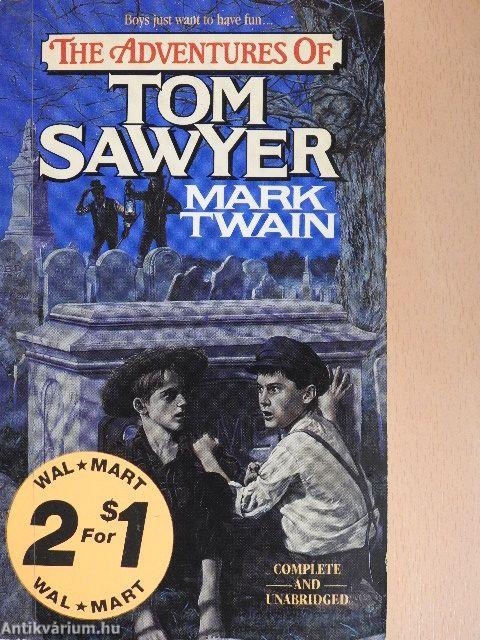 Boys just want to have fun...
THE ADVENTURES OF
TOM
SAWYER
MARK
TWAIN
WAL★MART
2 For $1
WAL★MART
COMPLETE
AND
UNABRIDGED
Antikvárium.hu